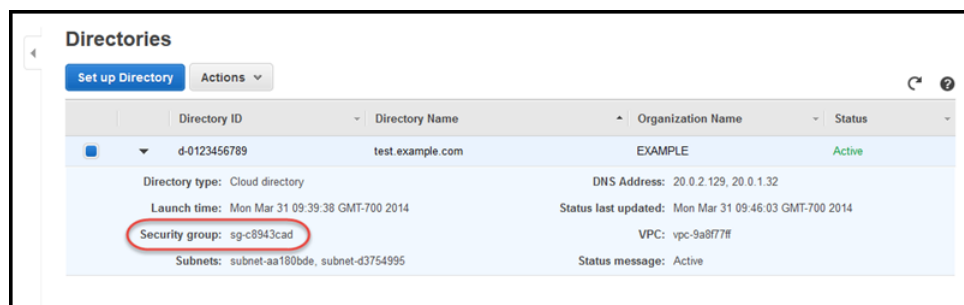 Directories
Set up Directory Actions
Directory ID Directory Name Organization Name Status
d-0123456789 test.example.com EXAMPLE Active
Directory type: Cloud directory DNS Address: 20.0.2.129, 20.0.1.32
Launch time: Mon Mar 31 09:39:38 GMT-700 2014 Status last updated: Mon Mar 31 09:46:03 GMT-700 2014
Security group: sg-c8943cad VPC: vpc-9a8f77ff
Subnets: subnet-aa180bde, subnet-d3754995 Status message: Active